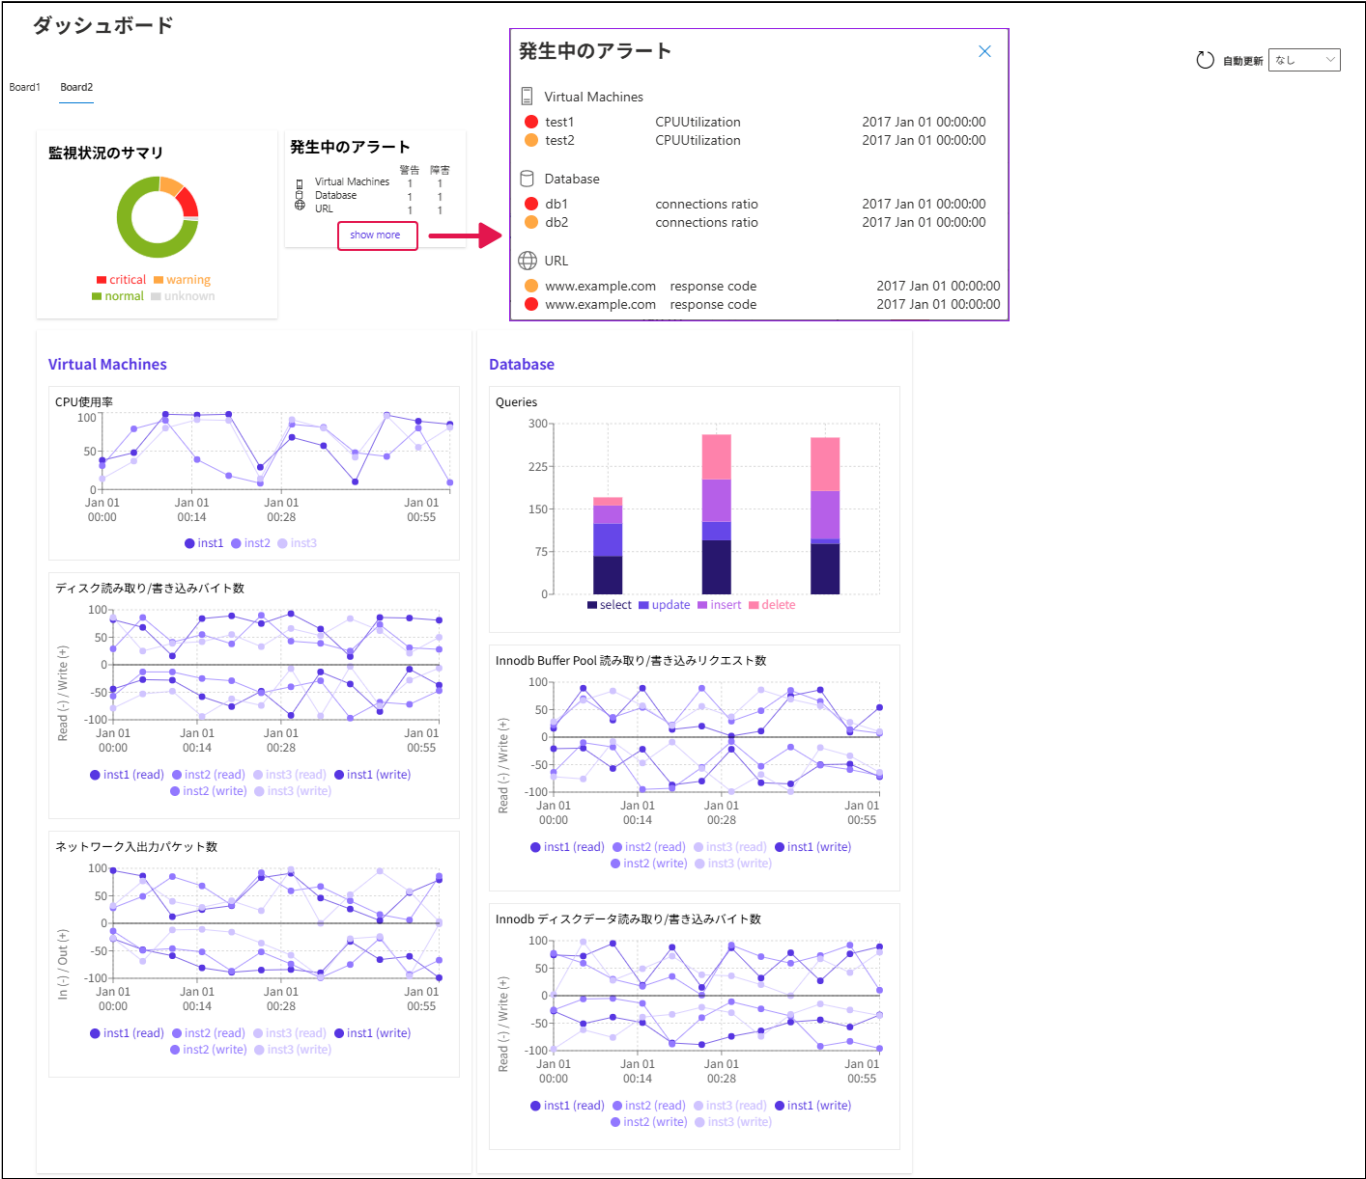 ダッシュボード
自動更新 なし
Board1 Board2
監視状況のサマリ
critical warning
normal unknown
発生中のアラート
警告 障害
Virtual Machines 1 1
Database 1 1
URL 1 1
show more
発生中のアラート
Virtual Machines
test1 CPUUtilization 2017 Jan 01 00:00:00
test2 CPUUtilization 2017 Jan 01 00:00:00
Database
db1 connections ratio 2017 Jan 01 00:00:00
db2 connections ratio 2017 Jan 01 00:00:00
URL
www.example.com response code 2017 Jan 01 00:00:00
www.example.com response code 2017 Jan 01 00:00:00
Virtual Machines
CPU使用率
100
50
0
Jan 01 Jan 01 Jan 01 Jan 01
00:00 00:14 00:28 00:55
inst1 inst2 inst3
ディスク読み取り/書き込みバイト数
Read (-) / Write (+)
100
50
0
-50
-100
Jan 01 Jan 01 Jan 01 Jan 01
00:00 00:14 00:28 00:55
inst1 (read) inst2 (read) inst3 (read) inst1 (write)
inst2 (write) inst3 (write)
ネットワーク入出力パケット数
In (-) / Out (+)
100
50
0
-50
-100
Jan 01 Jan 01 Jan 01 Jan 01
00:00 00:14 00:28 00:55
inst1 (read) inst2 (read) inst3 (read) inst1 (write)
inst2 (write) inst3 (write)
Database
Queries
300
225
150
75
0
select update insert delete
Innodb Buffer Pool 読み取り/書き込みリクエスト数
Read (-) / Write (+)
100
50
0
-50
-100
Jan 01 Jan 01 Jan 01 Jan 01
00:00 00:14 00:28 00:55
inst1 (read) inst2 (read) inst3 (read) inst1 (write)
inst2 (write) inst3 (write)
Innodb ディスクデータ読み取り/書き込みバイト数
Read (-) / Write (+)
100
50
0
-50
-100
Jan 01 Jan 01 Jan 01 Jan 01
00:00 00:14 00:28 00:55
inst1 (read) inst2 (read) inst3 (read) inst1 (write)
inst2 (write) inst3 (write)